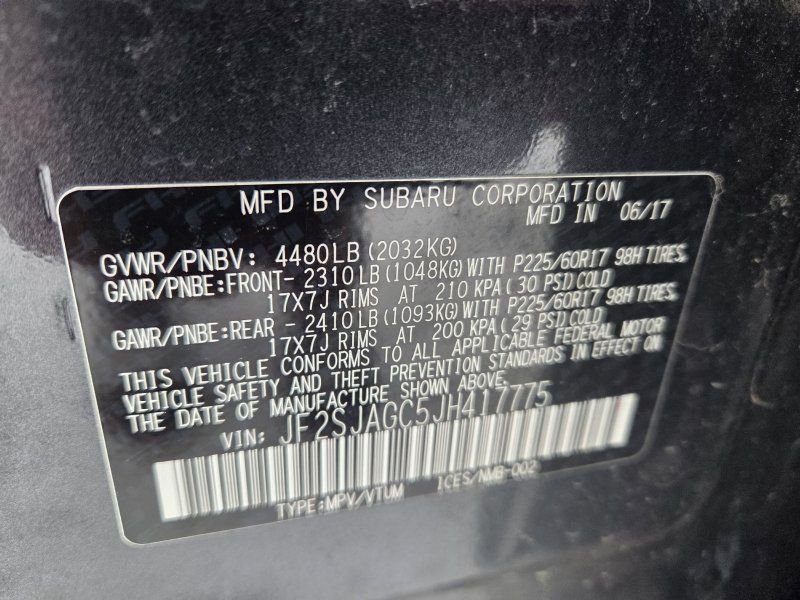 MFD BY SUBARU CORPORATION
MFD IN 06/17
GVWR/PNBV: 4480LB (2032KG)
GAWR/PNBE:FRONT- 2310LB (1048KG)WITH P225/60R17 98H TIRES,
17X7J RIMS AT 210 KPA( 30 PSI)COLD
GAWR/PNBE:REAR - 2410LB (1093KG)WITH P225/60R17 98H TIRES,
17X7J RIMS AT 200 KPA( 29 PSI)COLD
THIS VEHICLE CONFORMS TO ALL APPLICABLE FEDERAL MOTOR
VEHICLE SAFETY AND THEFT PREVENTION STANDARDS IN EFFECT ON
THE DATE OF MANUFACTURE SHOWN ABOVE.
VIN: JF2SJAGC5JH417775
TYPE:MPV/VTUM ICES/NMB-002